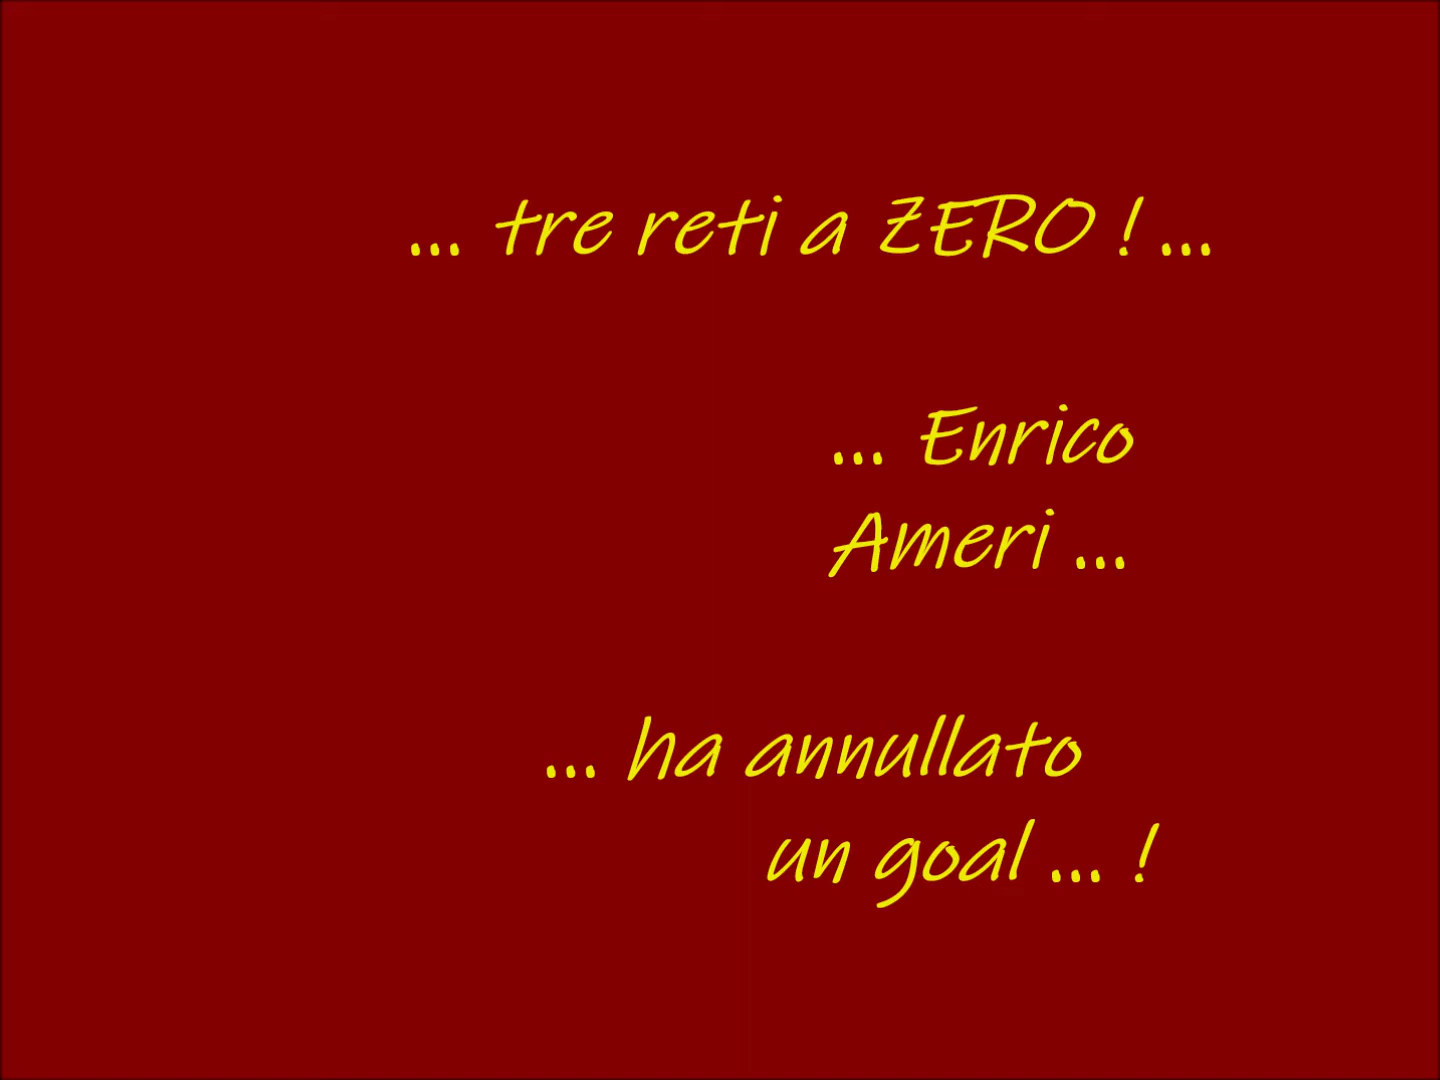 ... tre reti a ZERO ! ...
... Enrico
Ameri ...
... ha annullato
un goal ... !